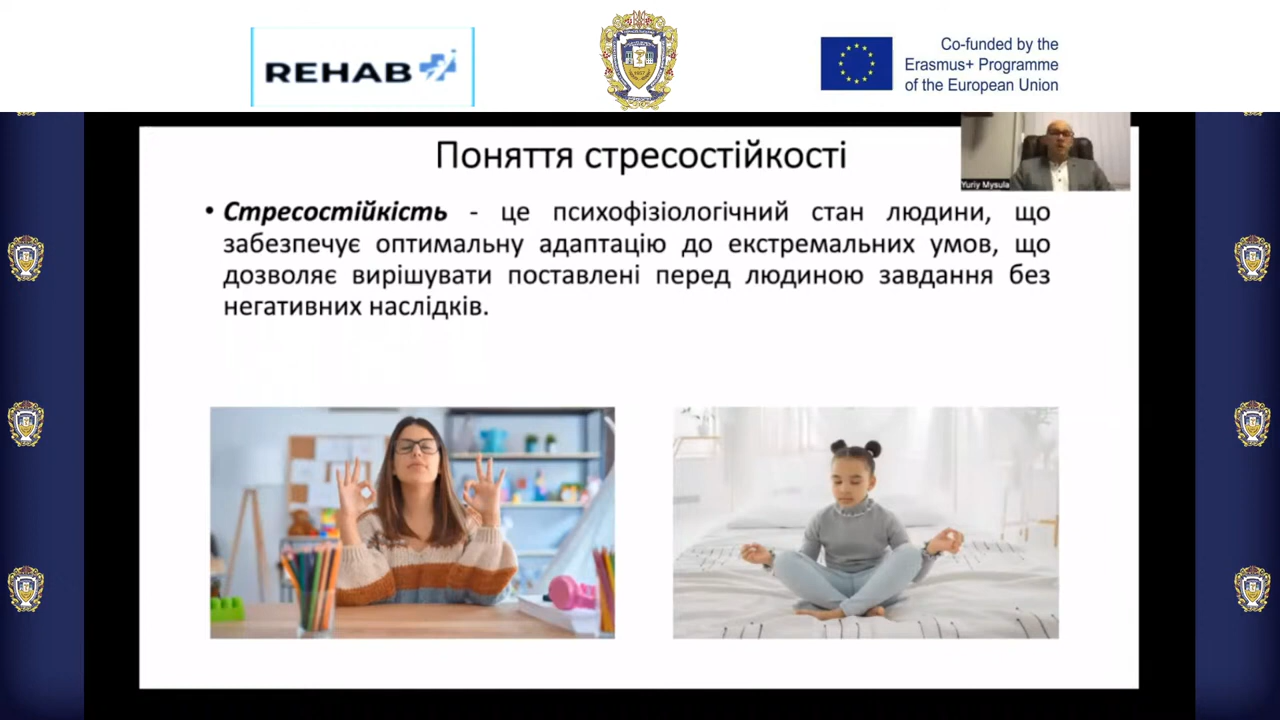 REHAB
Co-funded by the
Erasmus+ Programme
of the European Union
Поняття стресостійкості
Yuriy Mysula
• Стресостійкість - це психофізіологічний стан людини, що
забезпечує оптимальну адаптацію до екстремальних умов, що
дозволяє вирішувати поставлені перед людиною завдання без
негативних наслідків.